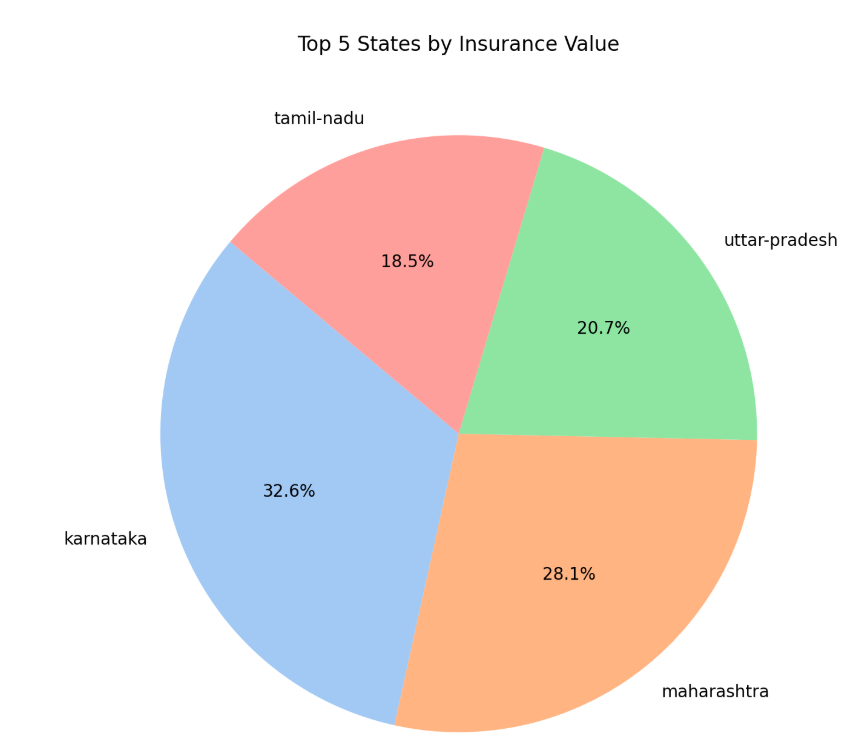 Top 5 States by Insurance Value
tamil-nadu
uttar-pradesh
18.5%
20.7%
32.6%
karnataka
28.1%
maharashtra